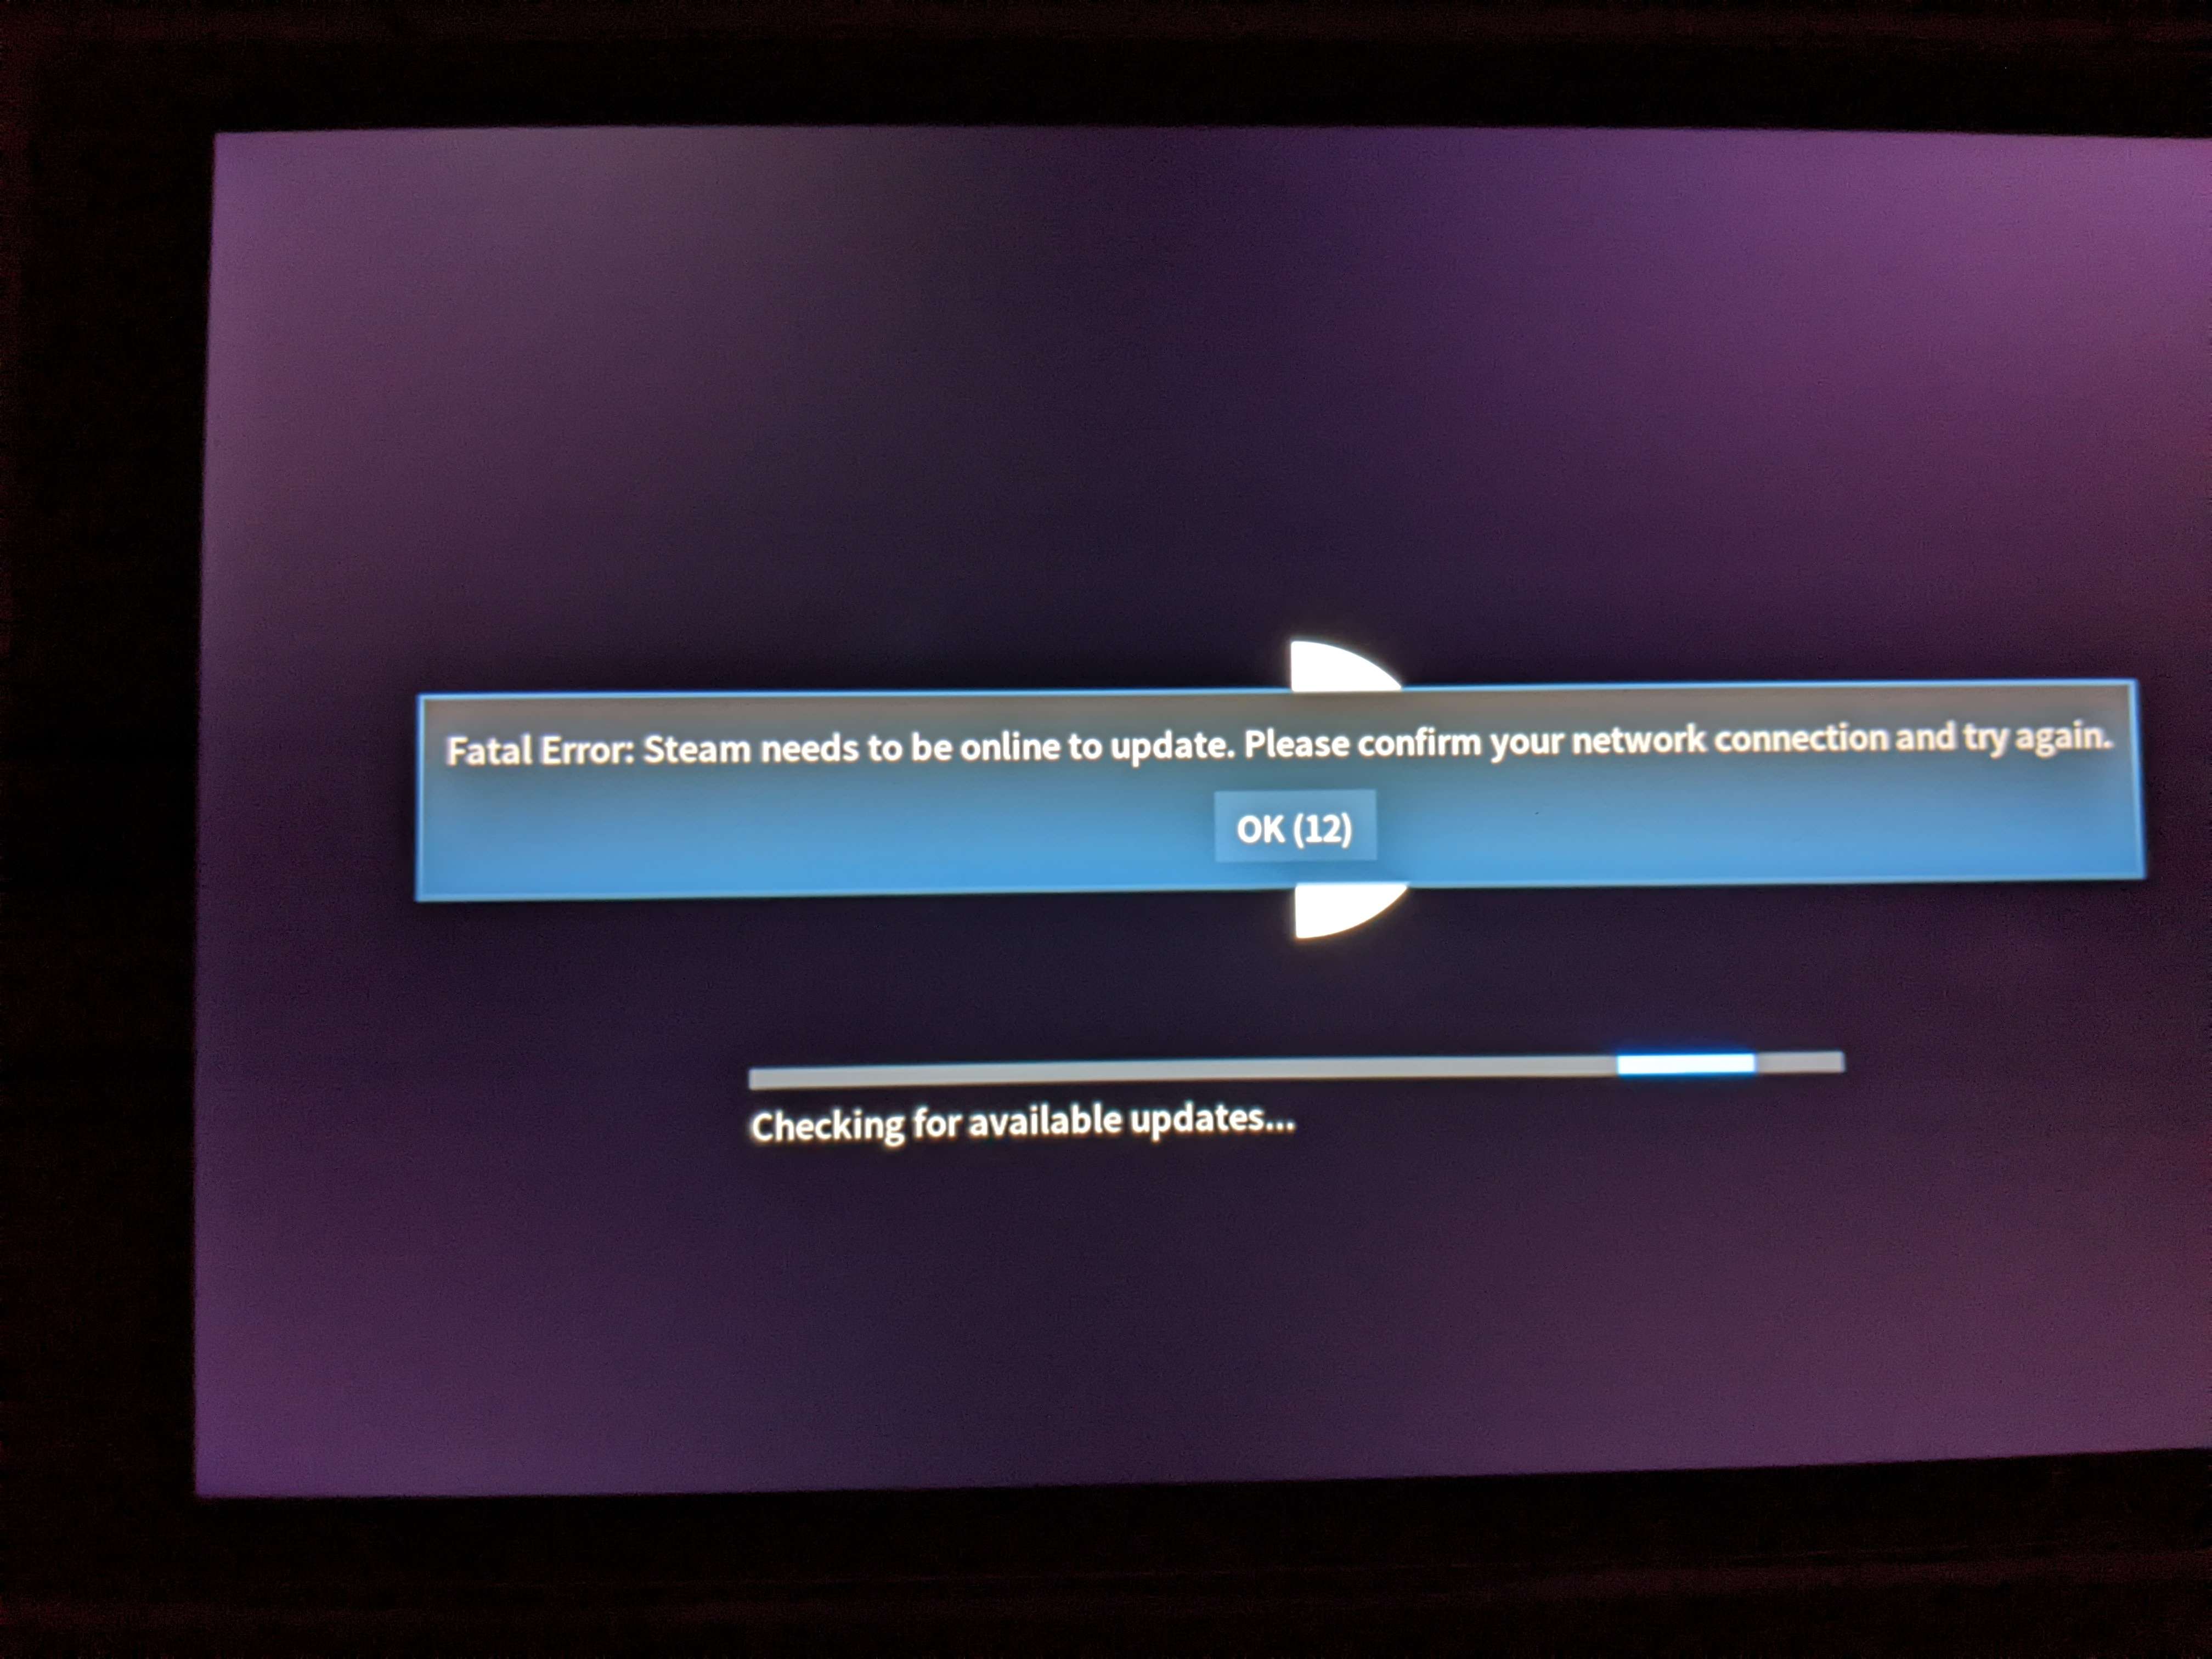 Fatal Error: Steam needs to be online to update. Please confirm your network connection and try again.
OK (12)
Checking for available updates...